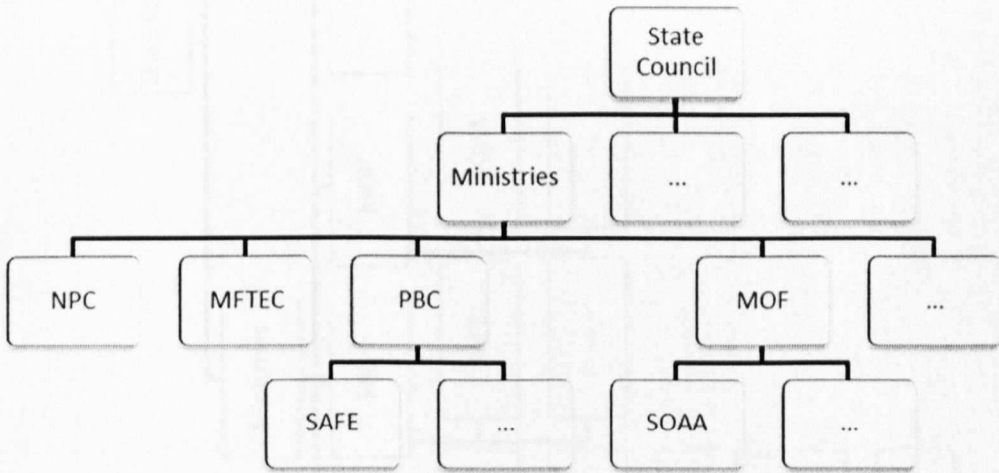 State
Council
Ministries
...
...
NPC
MFTEC
PBC
MOF
...
SAFE
...
SOAA
...